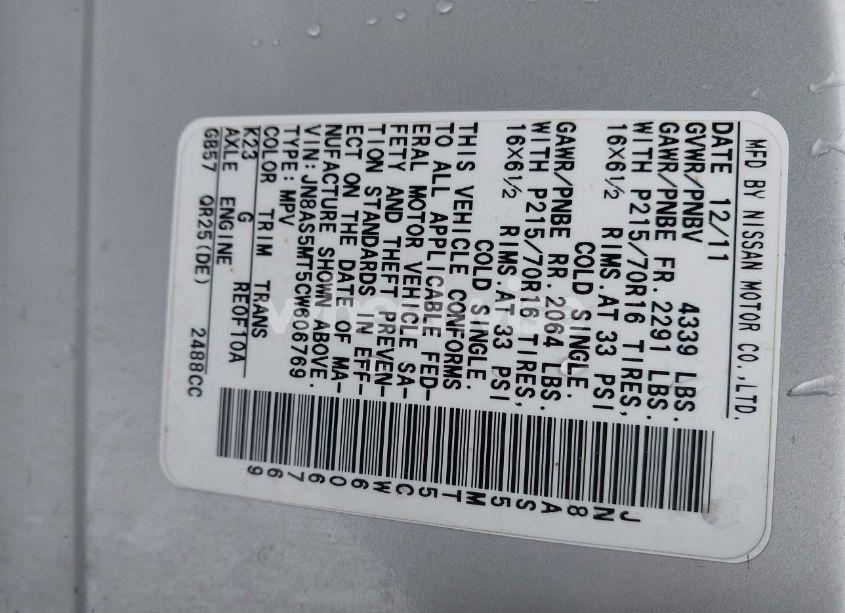 MFD BY NISSAN MOTOR CO.,LTD.
DATE 12/11
GVWR/PNBV 4339 LBS.
GAWR/PNBE FR. 2291 LBS.
WITH P215/70R16 TIRES,
16X6½ RIMS.AT 33 PSI
COLD SINGLE.
GAWR/PNBE RR. 2064 LBS.
WITH P215/70R16 TIRES,
16X6½ RIMS.AT 33 PSI
COLD SINGLE.
THIS VEHICLE CONFORMS
TO ALL APPLICABLE FED-
ERAL MOTOR VEHICLE SA-
FETY AND THEFT PREVEN-
TION STANDARDS IN EFF-
ECT ON THE DATE OF MA-
NUFACTURE SHOWN ABOVE.
VIN:JN8AS5MT5CW606769
TYPE:MPV
COLOR TRIM TRANS
K23 G RE0F10A
AXLE ENGINE
GB57 QR25(DE) 2488CC
JN8AS5MT5CW606769